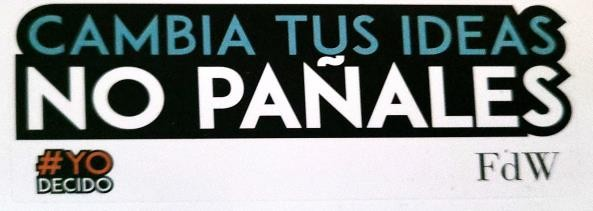 CAMBIA TUS IDEAS
NO PAÑALES
#YO
DECIDO
FdW